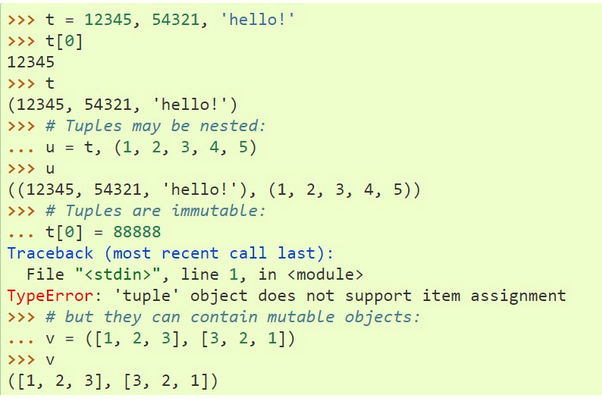 >>> t = 12345, 54321, 'hello!'
>>> t[0]
12345
>>> t
(12345, 54321, 'hello!')
>>> # Tuples may be nested:
... u = t, (1, 2, 3, 4, 5)
>>> u
((12345, 54321, 'hello!'), (1, 2, 3, 4, 5))
>>> # Tuples are immutable:
... t[0] = 88888
Traceback (most recent call last):
  File "<stdin>", line 1, in <module>
TypeError: 'tuple' object does not support item assignment
>>> # but they can contain mutable objects:
... v = ([1, 2, 3], [3, 2, 1])
>>> v
([1, 2, 3], [3, 2, 1])